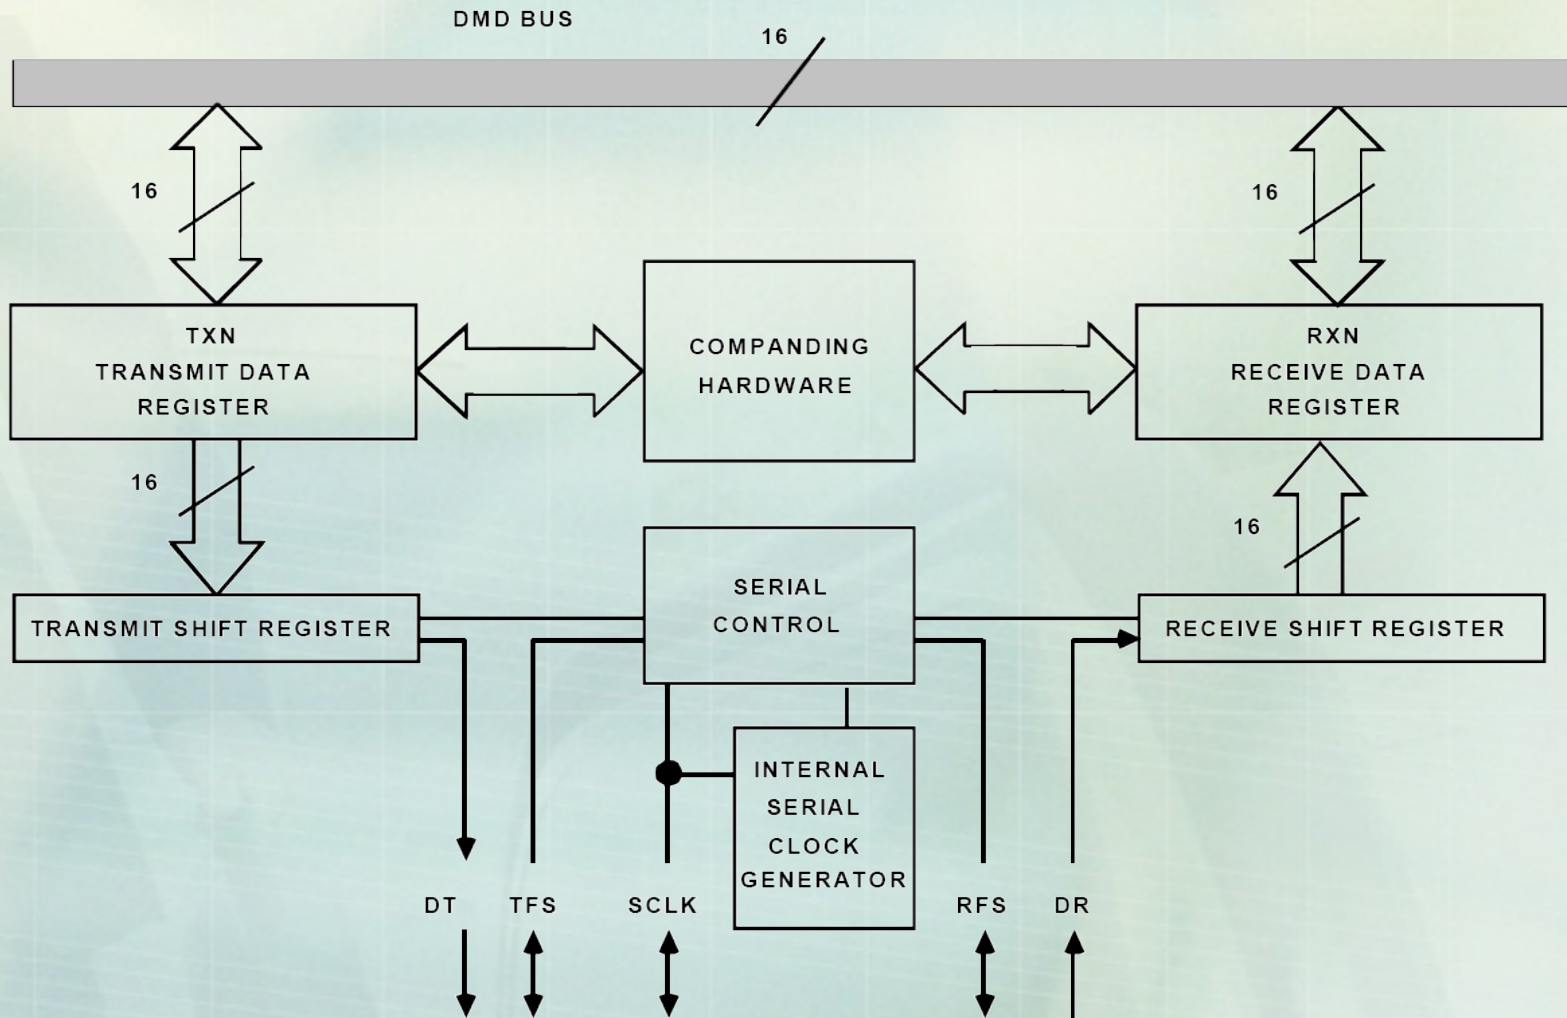 DMD BUS
16
16
16
TXN
TRANSMIT DATA
REGISTER
COMPANDING
HARDWARE
RXN
RECEIVE DATA
REGISTER
16
16
TRANSMIT SHIFT REGISTER
SERIAL
CONTROL
RECEIVE SHIFT REGISTER
INTERNAL
SERIAL
CLOCK
GENERATOR
DT
TFS
SCLK
RFS
DR